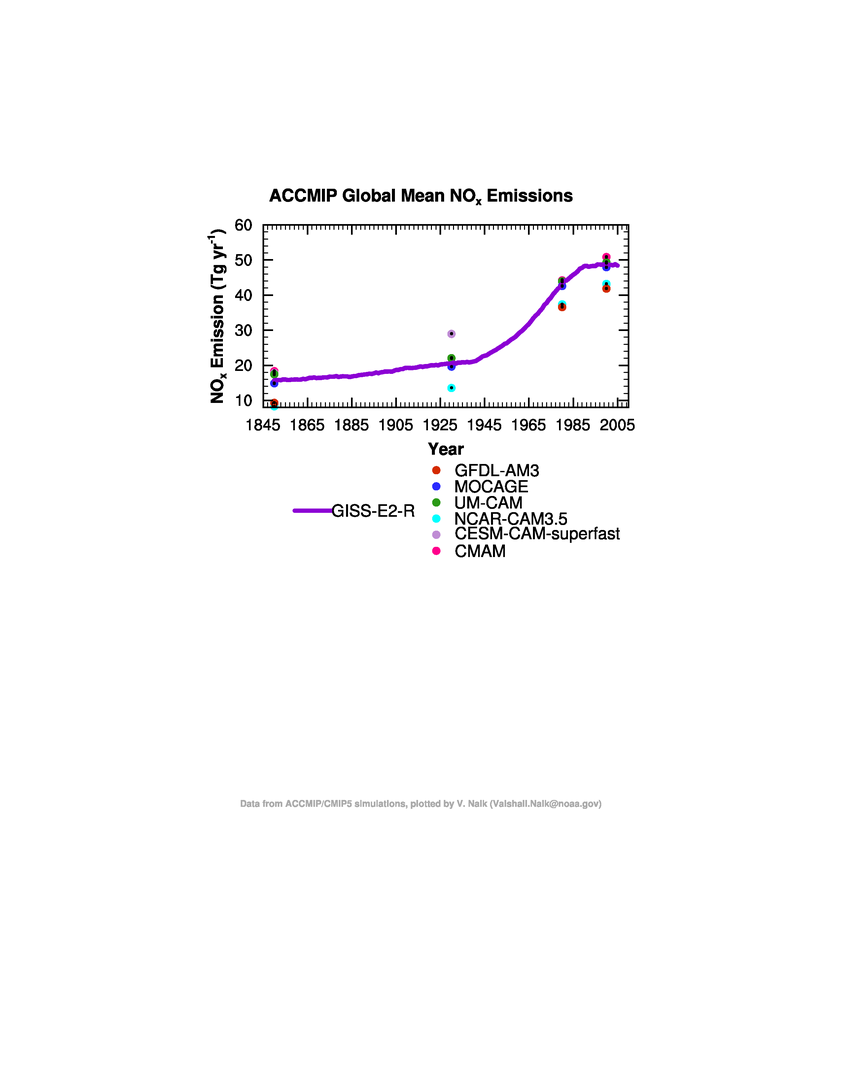 ACCMIP Global Mean NOx Emissions
NOx Emission (Tg yr-1)
60
50
40
30
20
10
1845 1865 1885 1905 1925 1945 1965 1985 2005
Year
GISS-E2-R
GFDL-AM3
MOCAGE
UM-CAM
NCAR-CAM3.5
CESM-CAM-superfast
CMAM
Data from ACCMIP/CMIP5 simulations, plotted by V. Naik (Vaishali.Naik@noaa.gov)